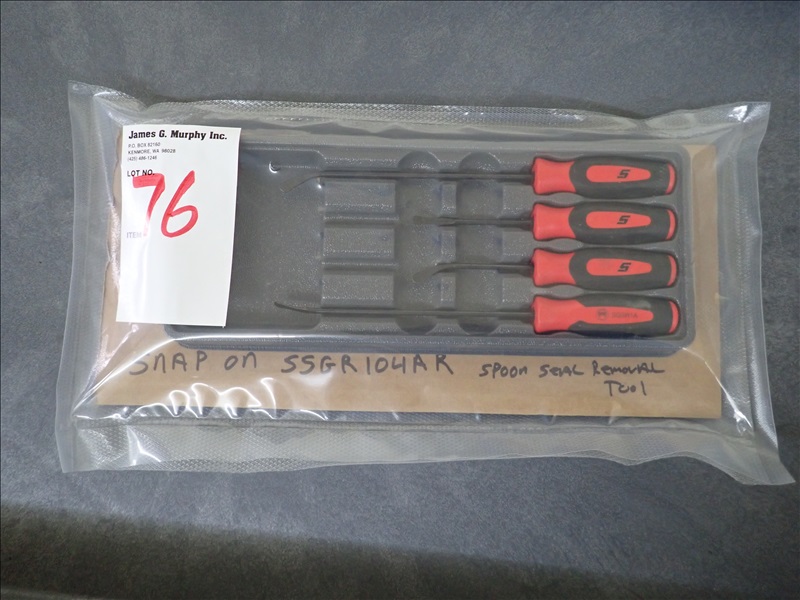 James G. Murphy Inc.
P.O. BOX 82160
KENMORE, WA 98028
(425) 486-1246
LOT NO.
76
ITEM
S
S
S
SNAP ON SSGR104AR SPOON SEAL REMOVAL
TOOL